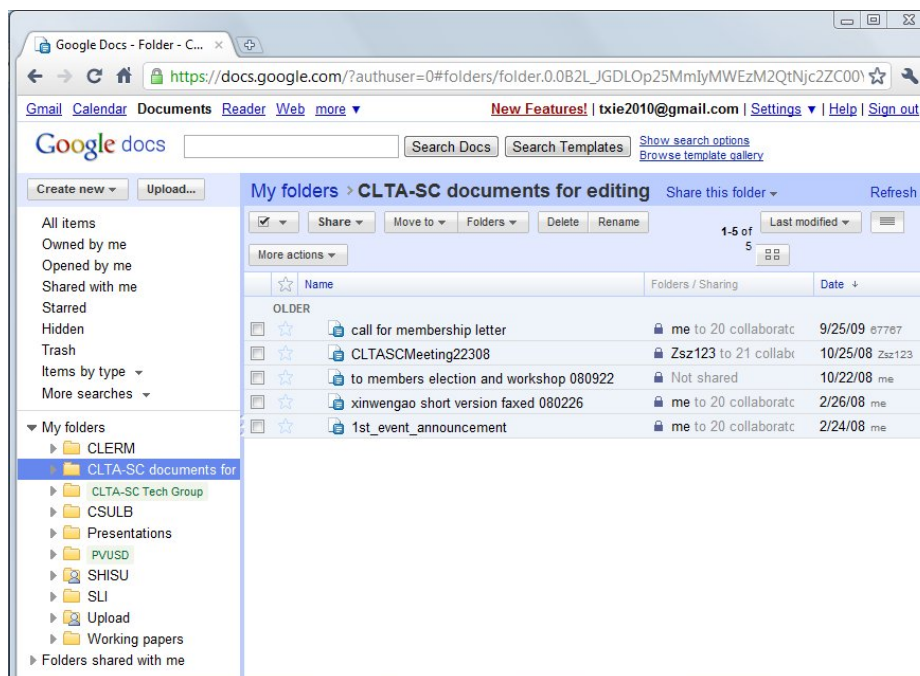 Google Docs - Folder - C...
https://docs.google.com/?authuser=0#folders/folder.0.0B2L_JGDLOp25MmIyMWEzM2QtNjc2ZC00Y
Gmail Calendar Documents Reader Web more ▼ New Features! | txie2010@gmail.com | Settings ▼ | Help | Sign out
Google docs Search Docs Search Templates Show search options
Browse template gallery
Create new Upload...
My folders > CLTA-SC documents for editing Share this folder Refresh
All items
Owned by me
Opened by me
Shared with me
Starred
Hidden
Trash
Items by type
More searches
Share Move to Folders Delete Rename 1-5 of 5 Last modified
More actions
Name Folders / Sharing Date
OLDER
call for membership letter me to 20 collaboratc 9/25/09 67767
CLTASCMeeting22308 Zsz123 to 21 collabc 10/25/08 Zsz123
to members election and workshop 080922 Not shared 10/22/08 me
xinwengao short version faxed 080226 me to 20 collaboratc 2/26/08 me
1st_event_announcement me to 20 collaboratc 2/24/08 me
My folders
CLERM
CLTA-SC documents for
CLTA-SC Tech Group
CSULB
Presentations
PVUSD
SHISU
SLI
Upload
Working papers
Folders shared with me